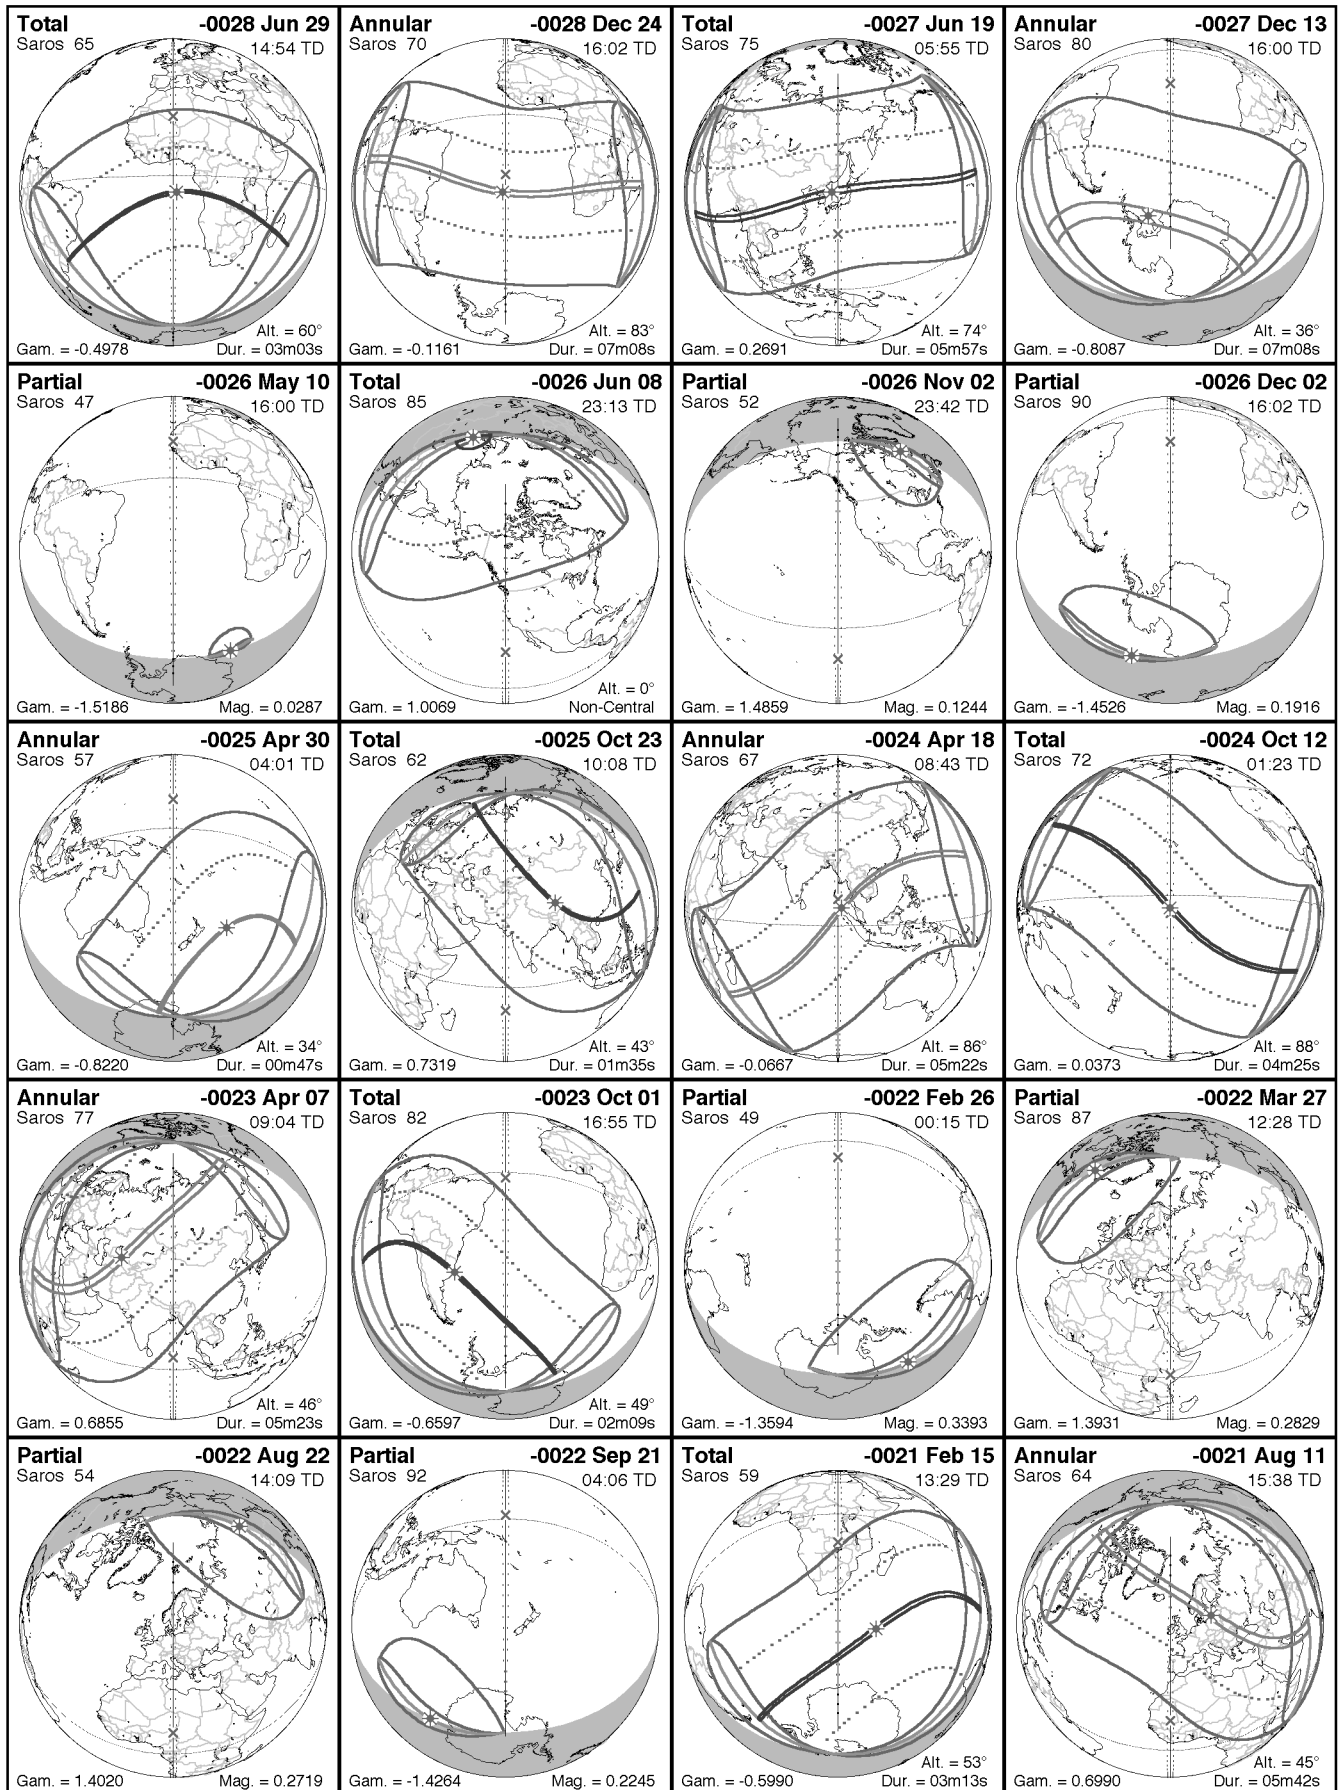 Total -0028 Jun 29
Saros 65 14:54 TD
Alt. = 60°
Gam. = -0.4978 Dur. = 03m03s
Annular -0028 Dec 24
Saros 70 16:02 TD
Alt. = 83°
Gam. = -0.1161 Dur. = 07m08s
Total -0027 Jun 19
Saros 75 05:55 TD
Alt. = 74°
Gam. = 0.2691 Dur. = 05m57s
Annular -0027 Dec 13
Saros 80 16:00 TD
Alt. = 36°
Gam. = -0.8087 Dur. = 07m08s
Partial -0026 May 10
Saros 47 16:00 TD
Gam. = -1.5186 Mag. = 0.0287
Total -0026 Jun 08
Saros 85 23:13 TD
Alt. = 0°
Gam. = 1.0069 Non-Central
Partial -0026 Nov 02
Saros 52 23:42 TD
Gam. = 1.4859 Mag. = 0.1244
Partial -0026 Dec 02
Saros 90 16:02 TD
Gam. = -1.4526 Mag. = 0.1916
Annular -0025 Apr 30
Saros 57 04:01 TD
Alt. = 34°
Gam. = -0.8220 Dur. = 00m47s
Total -0025 Oct 23
Saros 62 10:08 TD
Alt. = 43°
Gam. = 0.7319 Dur. = 01m35s
Annular -0024 Apr 18
Saros 67 08:43 TD
Alt. = 86°
Gam. = -0.0667 Dur. = 05m22s
Total -0024 Oct 12
Saros 72 01:23 TD
Alt. = 88°
Gam. = 0.0373 Dur. = 04m25s
Annular -0023 Apr 07
Saros 77 09:04 TD
Alt. = 46°
Gam. = 0.6855 Dur. = 05m23s
Total -0023 Oct 01
Saros 82 16:55 TD
Alt. = 49°
Gam. = -0.6597 Dur. = 02m09s
Partial -0022 Feb 26
Saros 49 00:15 TD
Gam. = -1.3594 Mag. = 0.3393
Partial -0022 Mar 27
Saros 87 12:28 TD
Gam. = 1.3931 Mag. = 0.2829
Partial -0022 Aug 22
Saros 54 14:09 TD
Gam. = 1.4020 Mag. = 0.2719
Partial -0022 Sep 21
Saros 92 04:06 TD
Gam. = -1.4264 Mag. = 0.2245
Total -0021 Feb 15
Saros 59 13:29 TD
Alt. = 53°
Gam. = -0.5990 Dur. = 03m13s
Annular -0021 Aug 11
Saros 64 15:38 TD
Alt. = 45°
Gam. = 0.6990 Dur. = 05m42s